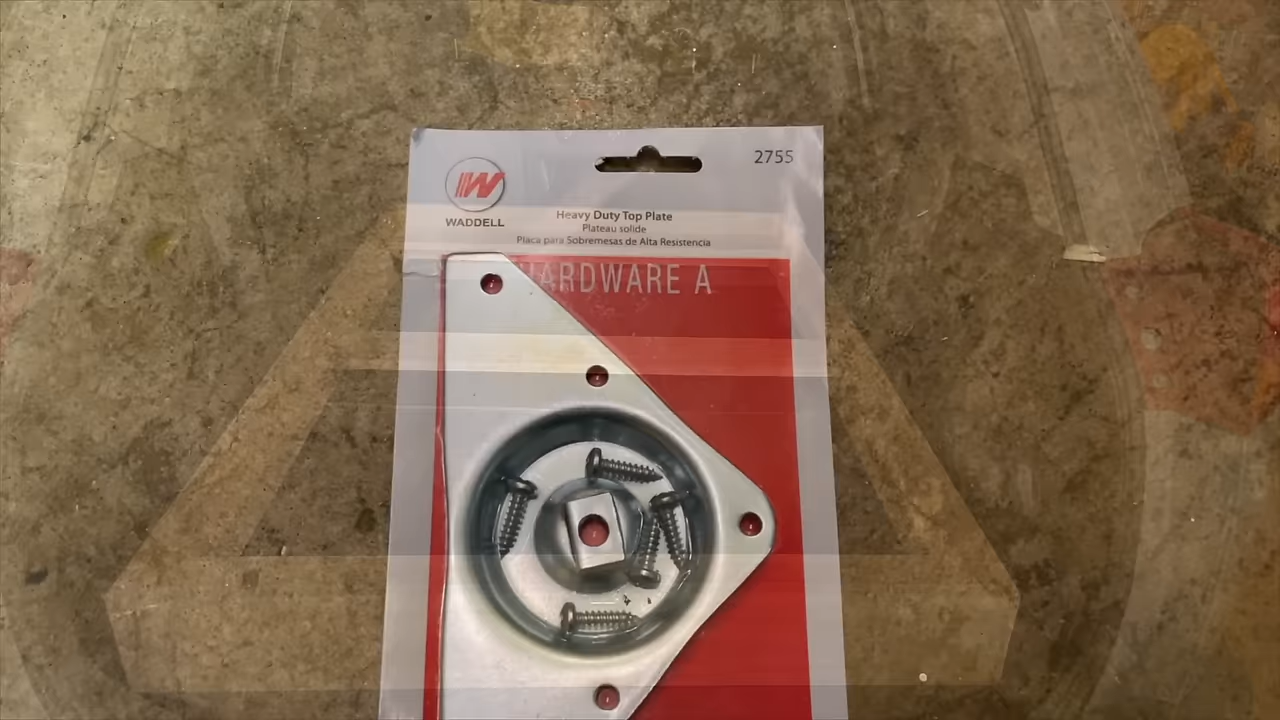 2755
W
WADDELL
Heavy Duty Top Plate
Plateau solide
Placa para Sobremesas de Alta Resistencia
HARDWARE A